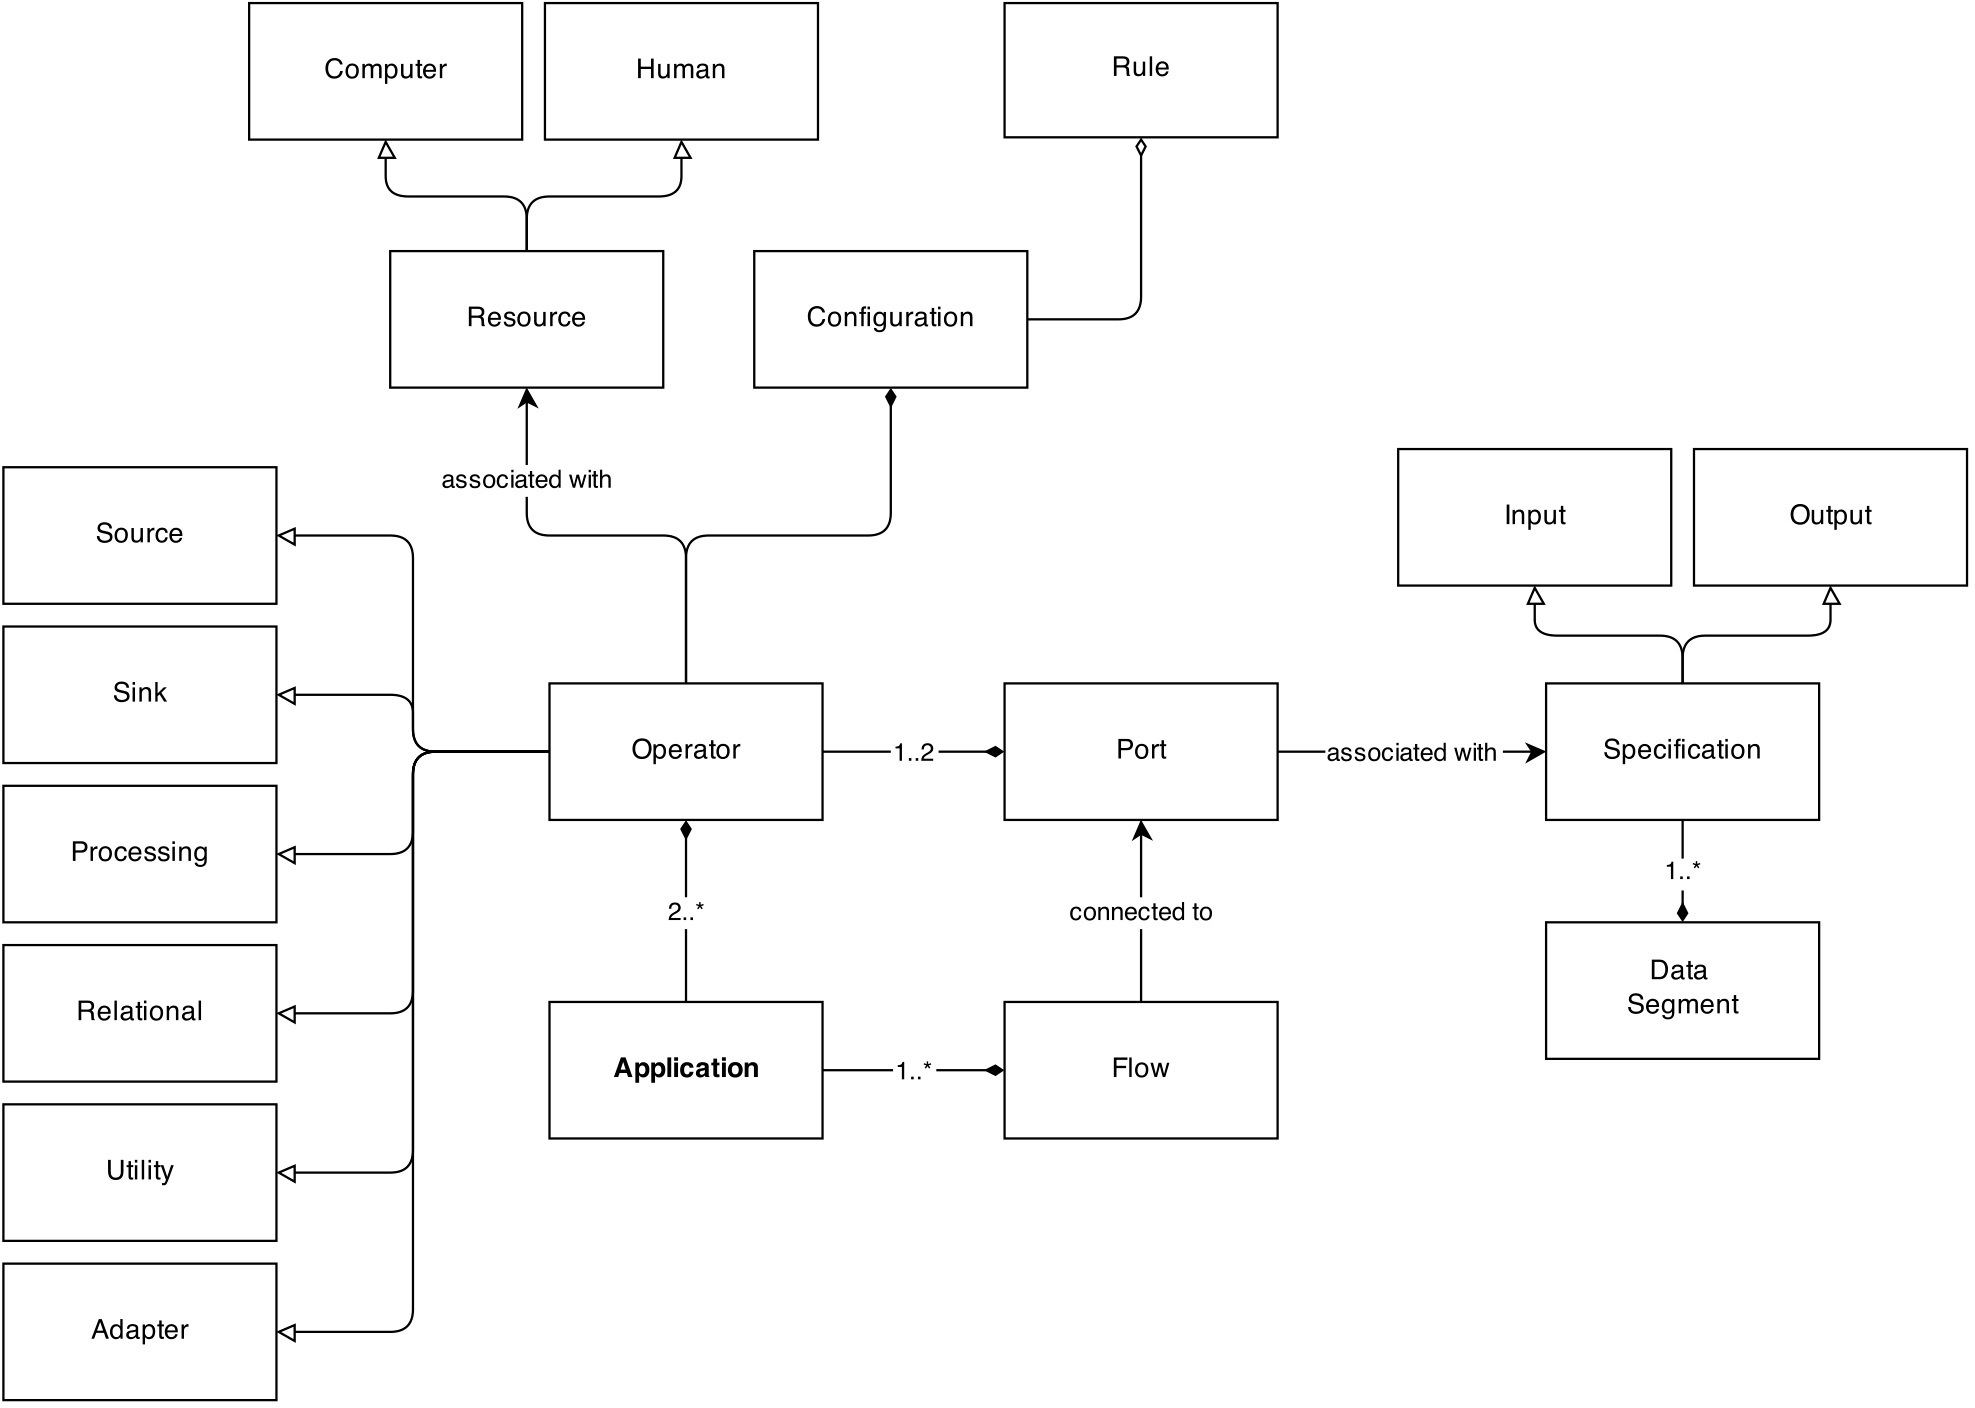 Computer
Human
Rule
Resource
Configuration
associated with
Source
Input
Output
Sink
Operator
1..2
Port
associated with
Specification
Processing
2..*
connected to
1..*
Relational
Data
Segment
Application
1..*
Flow
Utility
Adapter